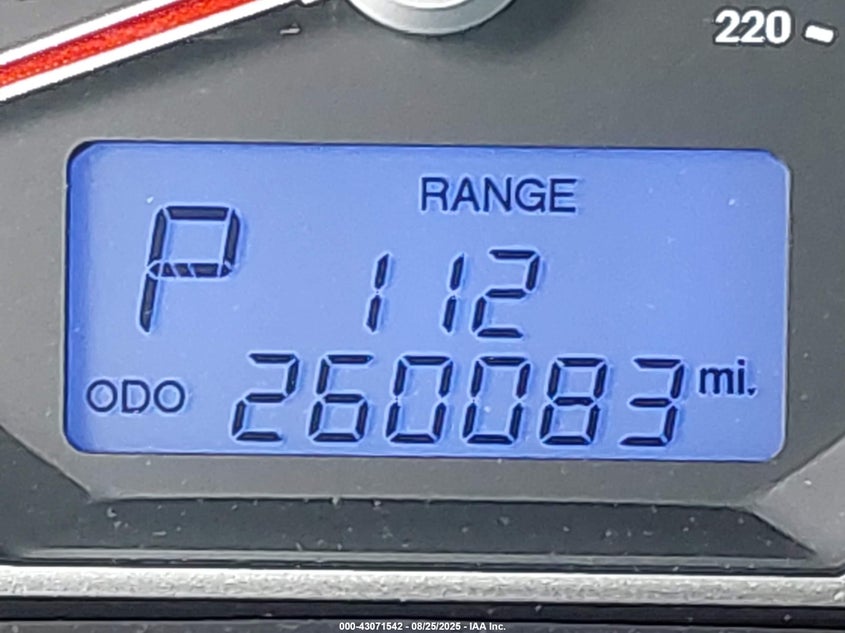 220
RANGE
P 112
ODO 260083 mi.
000-43071542 - 08/25/2025 - IAA Inc.